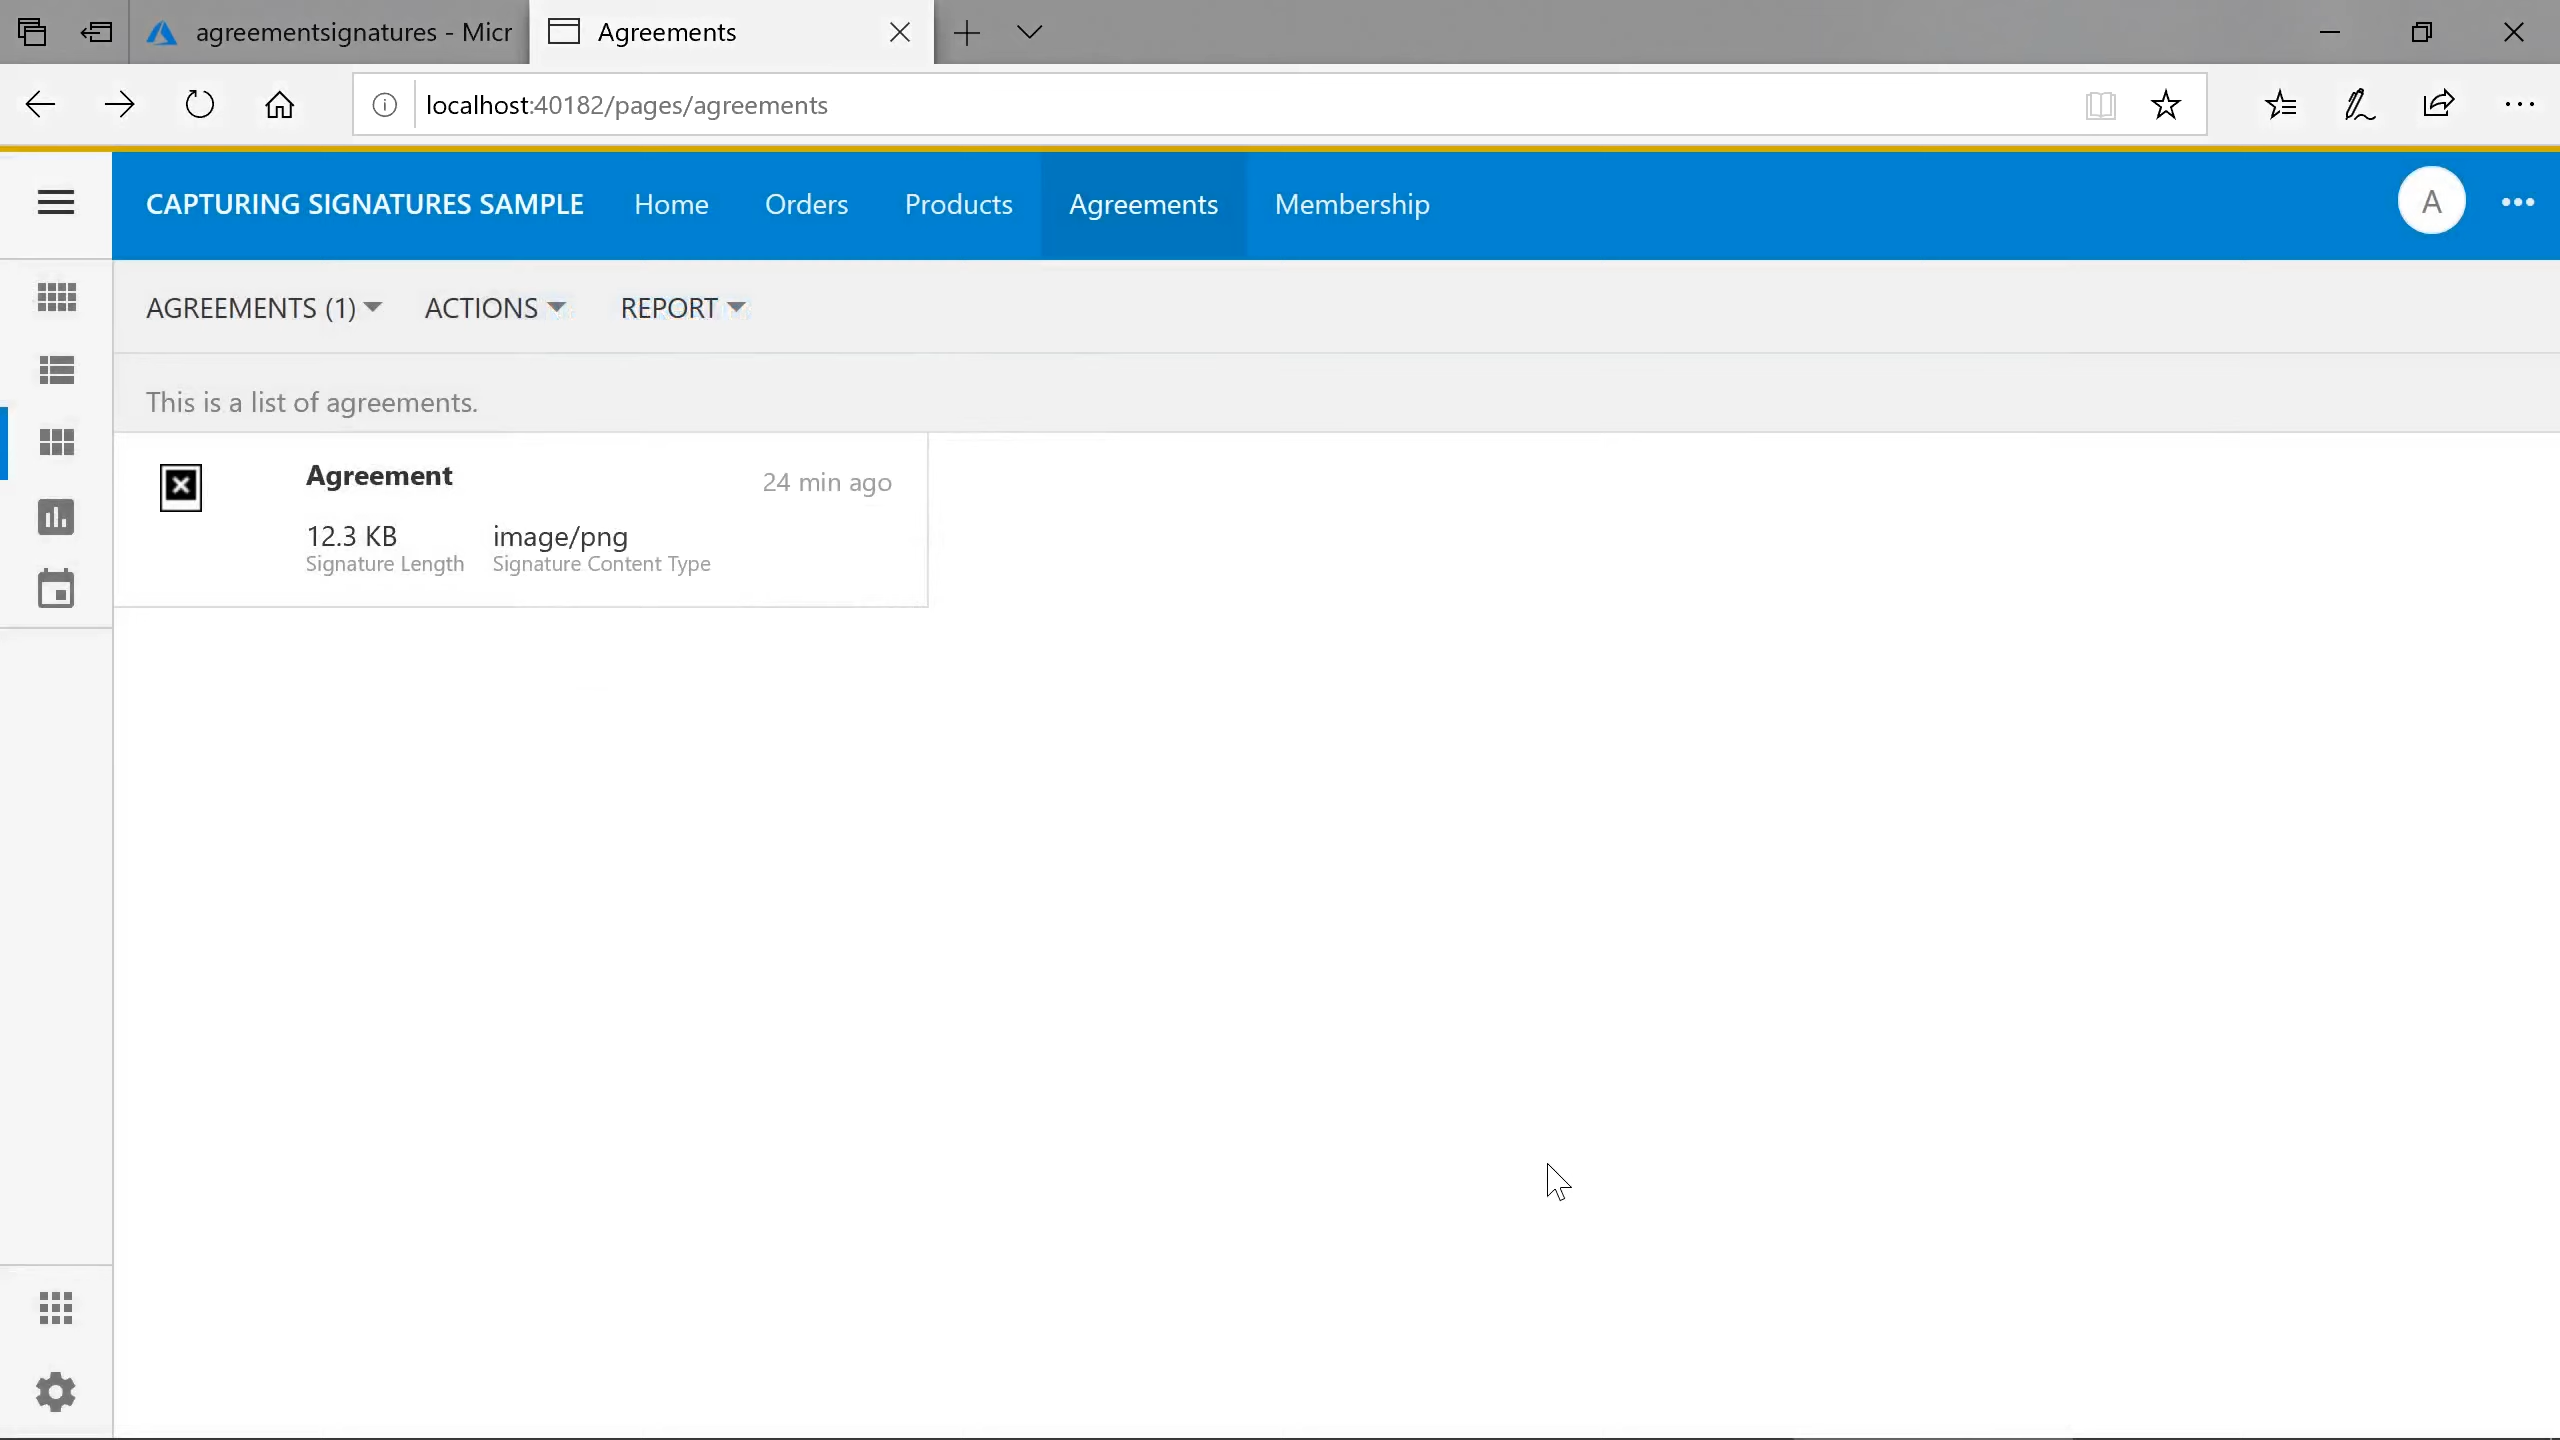 agreementsignatures - Micr
Agreements
localhost:40182/pages/agreements
CAPTURING SIGNATURES SAMPLE Home Orders Products Agreements Membership A
AGREEMENTS (1) ACTIONS REPORT
This is a list of agreements.
Agreement 24 min ago
12.3 KB image/png
Signature Length Signature Content Type